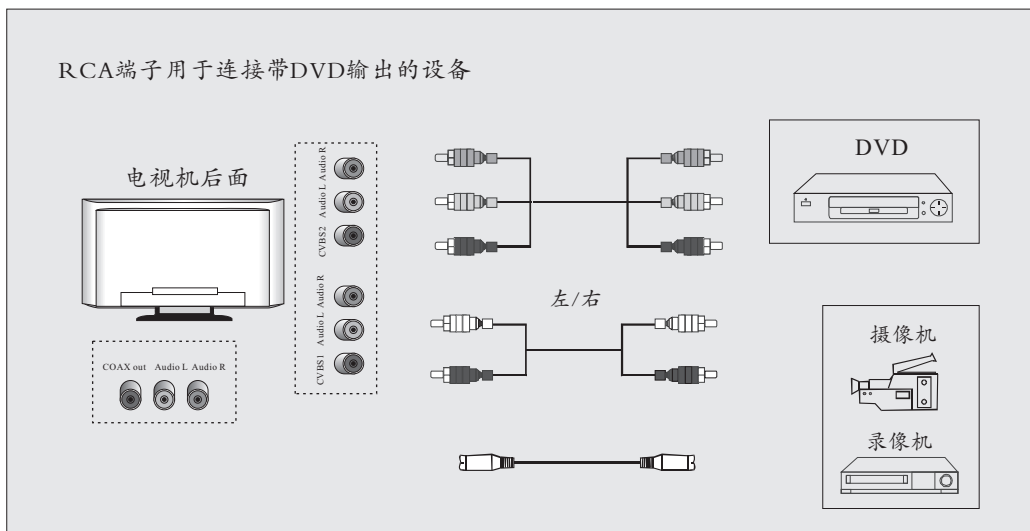 RCA端子用于连接带DVD输出的设备
电视机后面
Audio R
Audio L
CVBS2
Audio R
Audio L
CVBS1
COAX out Audio L Audio R
左/右
DVD
摄像机
录像机